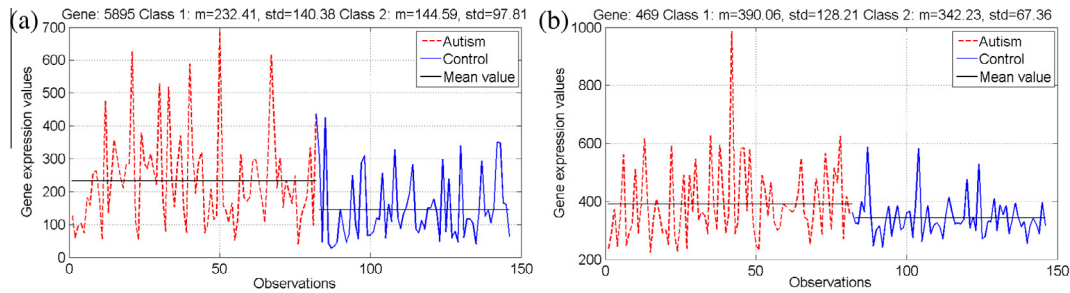 (a)
Gene: 5895 Class 1: m=232.41, std=140.38 Class 2: m=144.59, std=97.81
700
600
500
400
300
200
100
0
Gene expression values
Autism
Control
Mean value
0
50
100
150
Observations
(b)
Gene: 469 Class 1: m=390.06, std=128.21 Class 2: m=342.23, std=67.36
1000
800
600
400
200
Gene expression values
Autism
Control
Mean value
0
50
100
150
Observations